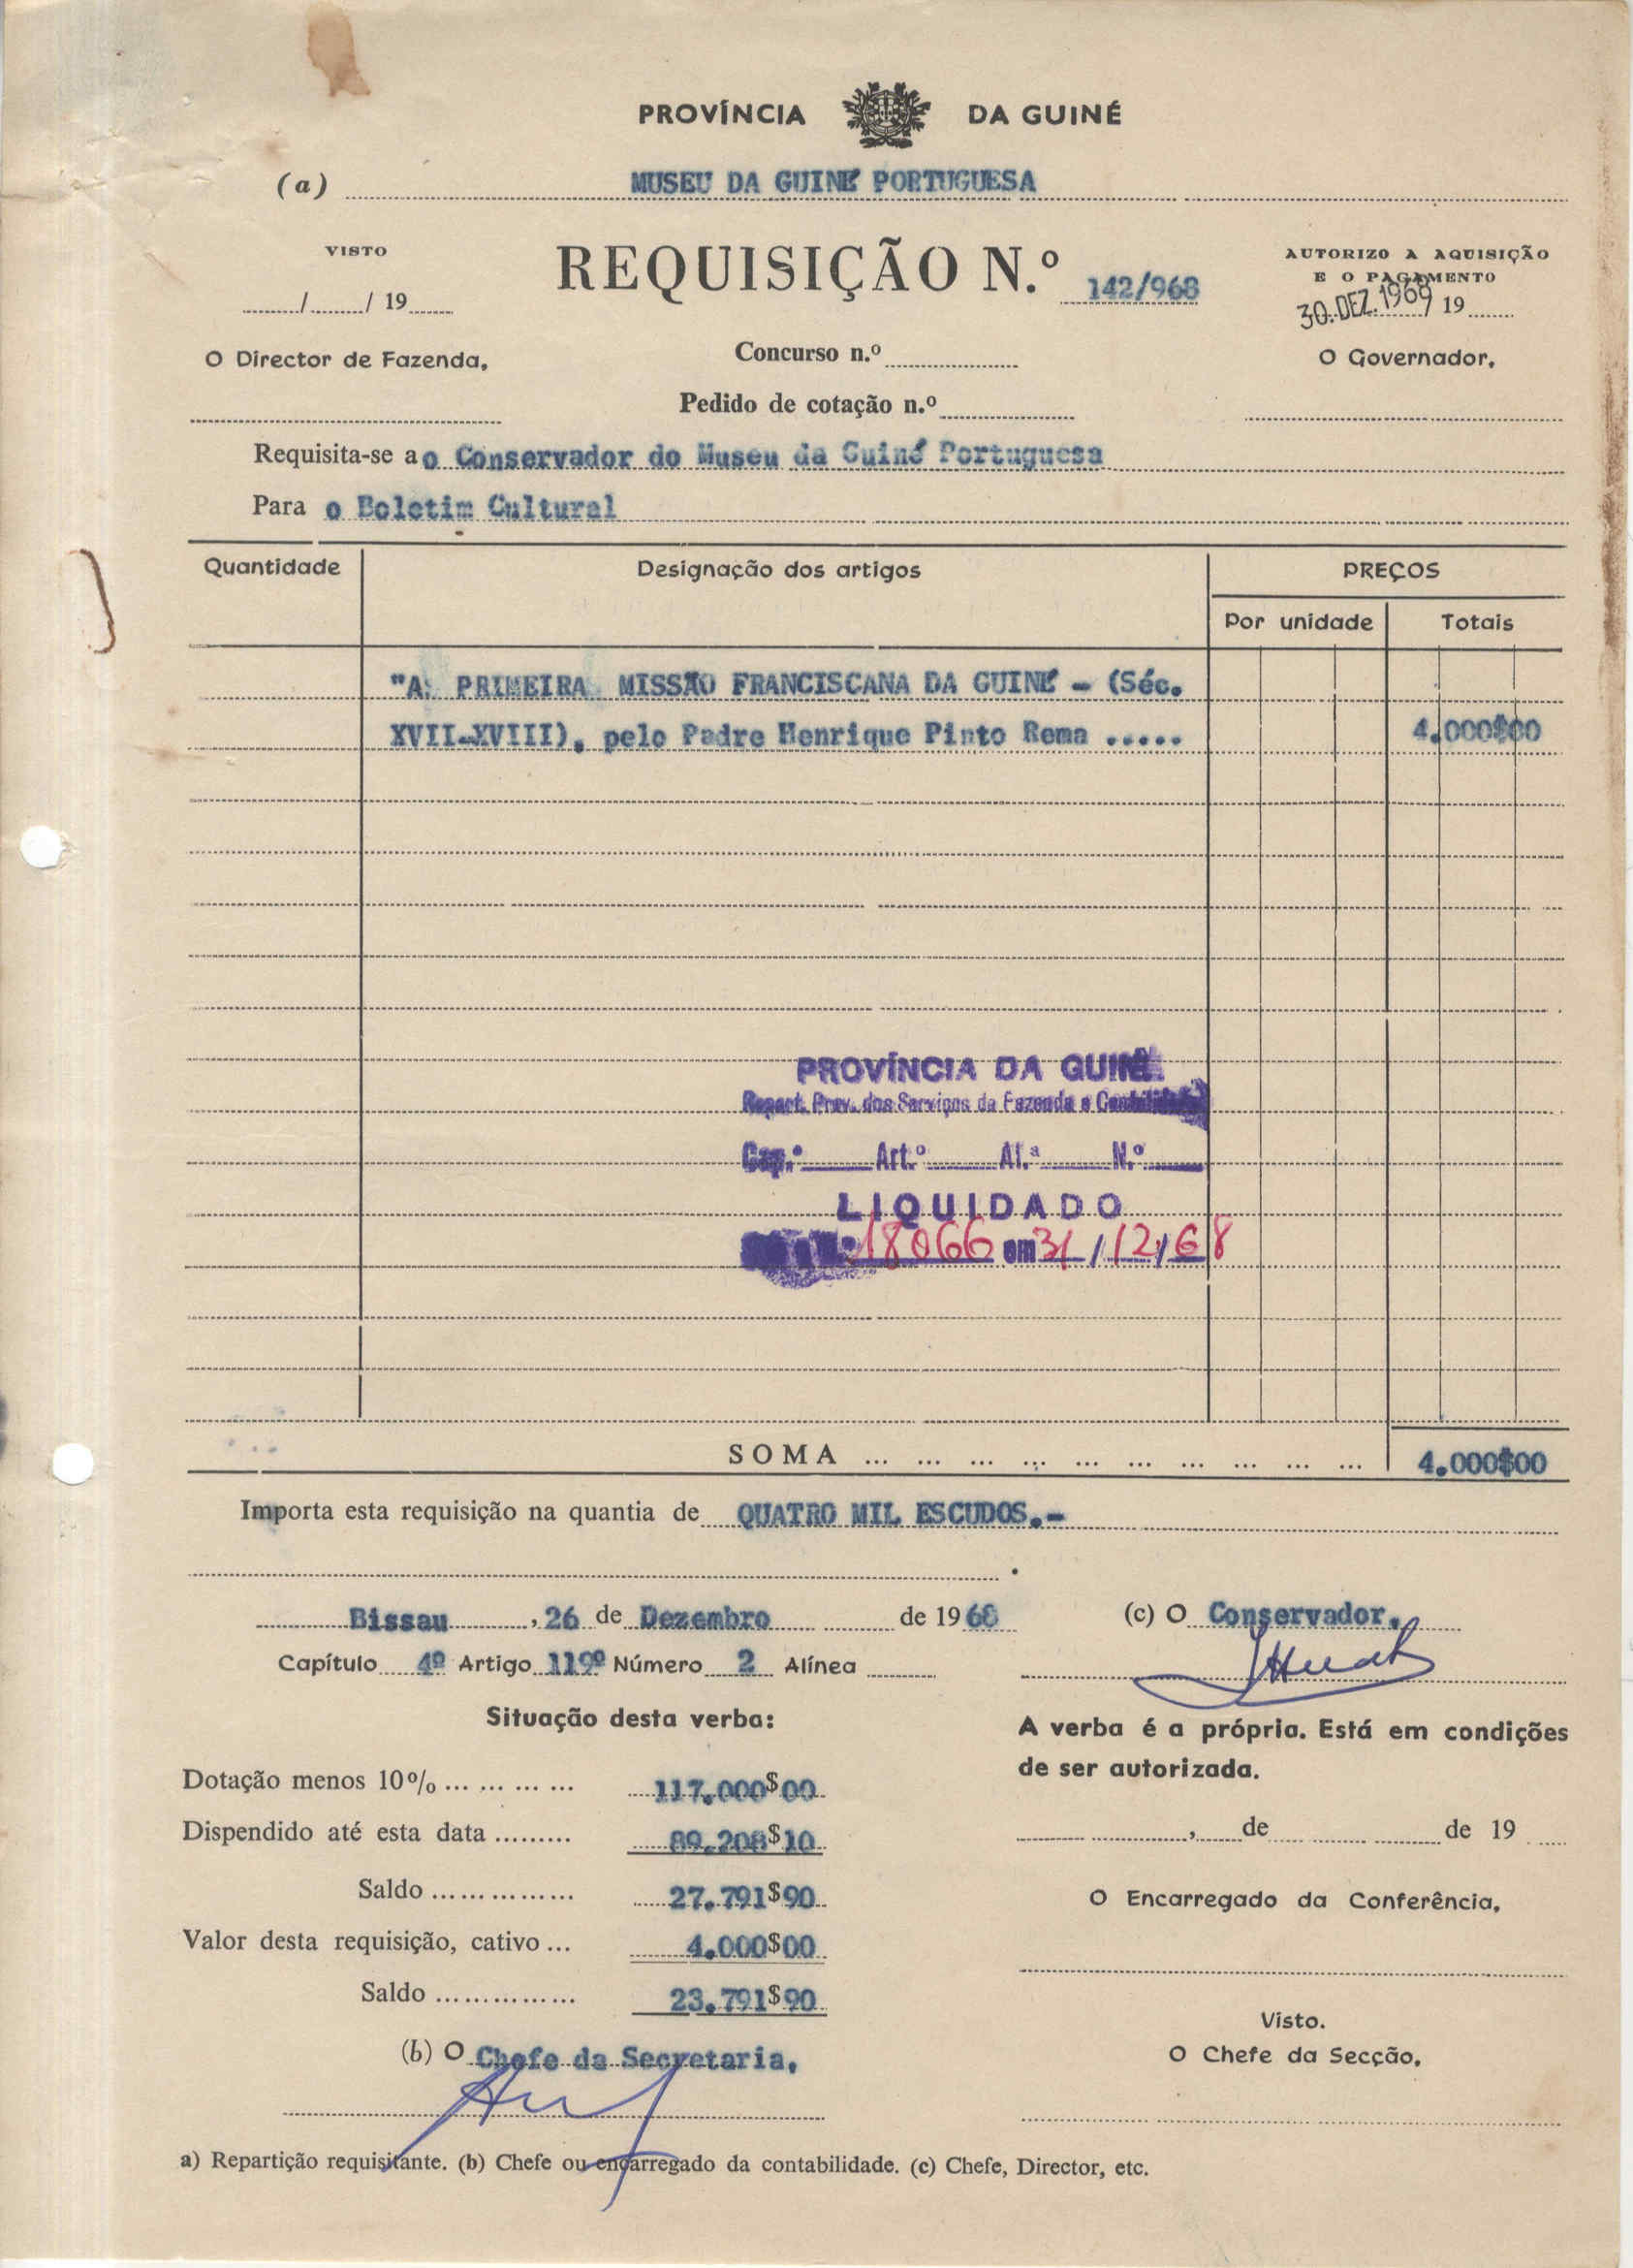 PROVÍNCIA DA GUINÉ
(a) MUSEU DA GUINÉ PORTUGUESA
VISTO
REQUISIÇÃO N.º 142/968
AUTORIZO A AQUISIÇÃO
E O PAGAMENTO
/ / 19
30.DEZ.1969 / 19
O Director de Fazenda,
Concurso n.º
O Governador,
Pedido de cotação n.º
Requisita-se ao Conservador do Museu da Guiné Portuguesa
Para o Boletim Cultural
Quantidade Designação dos artigos PREÇOS
Por unidade Totais
"A PRIMEIRA MISSÃO FRANCISCANA DA GUINÉ - (Séc.
XVII-XVIII), pelo Padre Henrique Pinto Rema ..... 4.000$00
PROVÍNCIA DA GUINÉ
Repart. Prov. dos Serviços da Fazenda e Contabilidade
Cap.º Art.º Al.ª N.º
LIQUIDADO
18066 em 31/12/68
SOMA ... ... ... ... ... ... ... ... ... ... 4.000$00
Importa esta requisição na quantia de QUATRO MIL ESCUDOS.-
Bissau, 26 de Dezembro de 1968
(c) O Conservador,
Capítulo 4º Artigo 119º Número 2 Alínea
Situação desta verba:
A verba é a própria. Está em condições
de ser autorizada.
Dotação menos 10% ... ... ... ... 117.000$00
Dispendido até esta data ......... 89.208$10
, de de 19
Saldo ............... 27.791$90
O Encarregado da Conferência,
Valor desta requisição, cativo ... 4.000$00
Saldo ............... 23.791$90
Visto.
(b) O Chefe da Secretaria,
O Chefe da Secção,
a) Repartição requisitante. (b) Chefe ou encarregado da contabilidade. (c) Chefe, Director, etc.